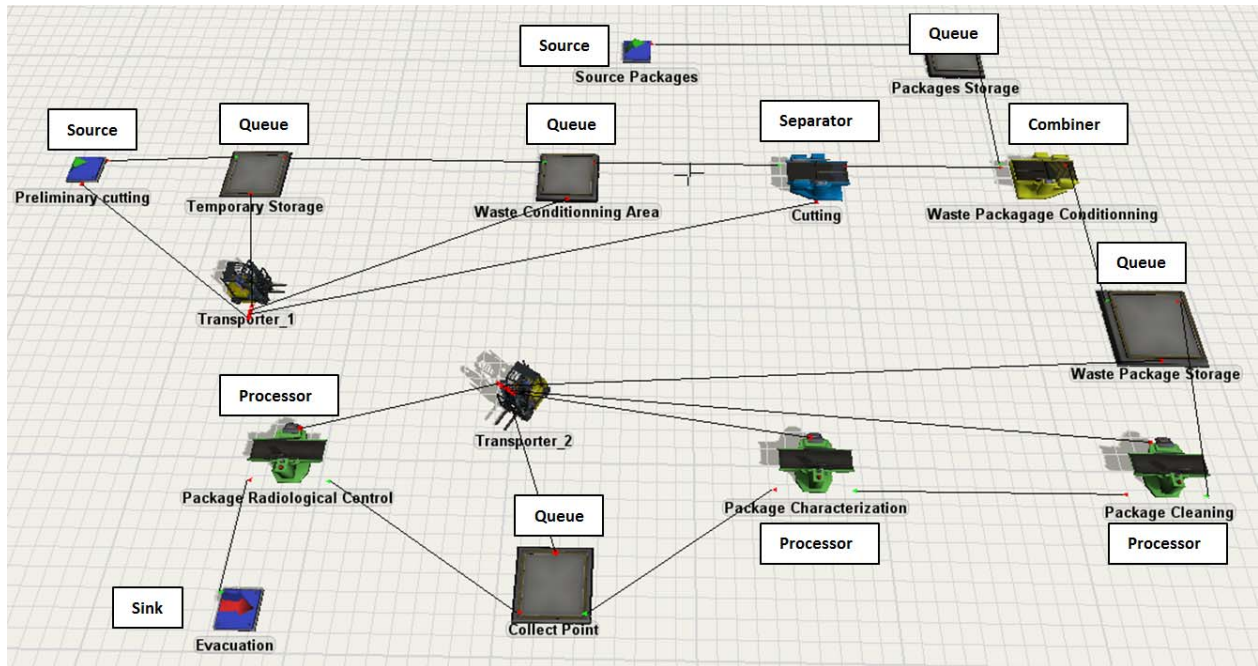 Source
Source Packages
Queue
Packages Storage
Source
Preliminary cutting
Queue
Temporary Storage
Queue
Waste Conditionning Area
Separator
Cutting
Combiner
Waste Packagage Conditionning
Transporter_1
Queue
Waste Package Storage
Transporter_2
Processor
Package Radiological Control
Package Characterization
Processor
Package Cleaning
Processor
Queue
Collect Point
Sink
Evacuation